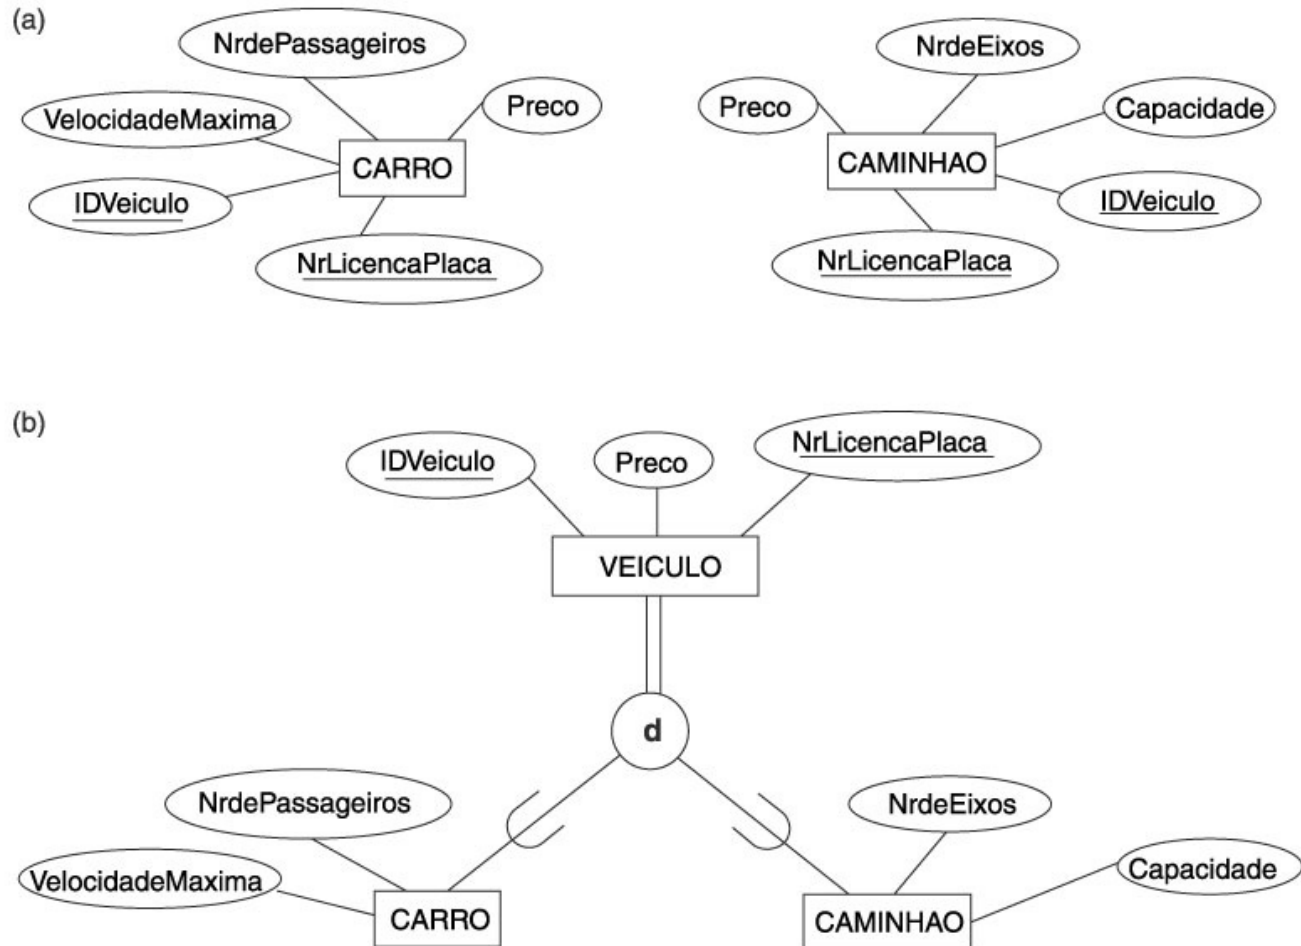 (a)
NrdePassageiros
NrdeEixos
VelocidadeMaxima
Preco
Preco
Capacidade
CARRO
CAMINHAO
IDVeiculo
IDVeiculo
NrLicencaPlaca
NrLicencaPlaca
(b)
IDVeiculo
Preco
NrLicencaPlaca
VEICULO
d
NrdePassageiros
NrdeEixos
VelocidadeMaxima
Capacidade
CARRO
CAMINHAO